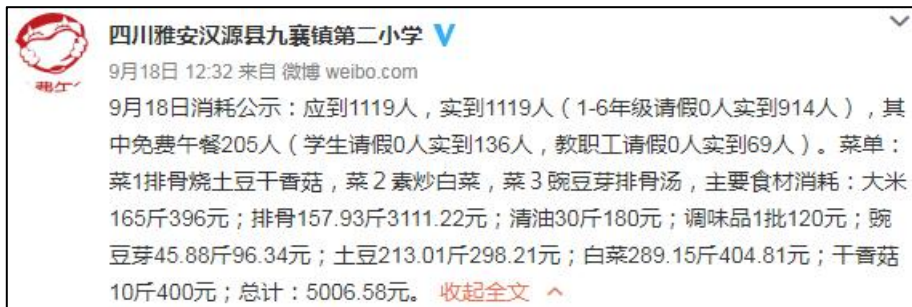 四川雅安汉源县九襄镇第二小学
9月18日 12:32 来自 微博 weibo.com
9月18日消耗公示：应到1119人，实到1119人（1-6年级请假0人实到914人），其
中免费午餐205人（学生请假0人实到136人，教职工请假0人实到69人）。菜单：
菜1排骨烧土豆干香菇，菜２素炒白菜，菜３豌豆芽排骨汤，主要食材消耗：大米
165斤396元；排骨157.93斤3111.22元；清油30斤180元；调味品1批120元；豌
豆芽45.88斤96.34元；土豆213.01斤298.21元；白菜289.15斤404.81元；干香菇
10斤400元；总计：5006.58元。 收起全文